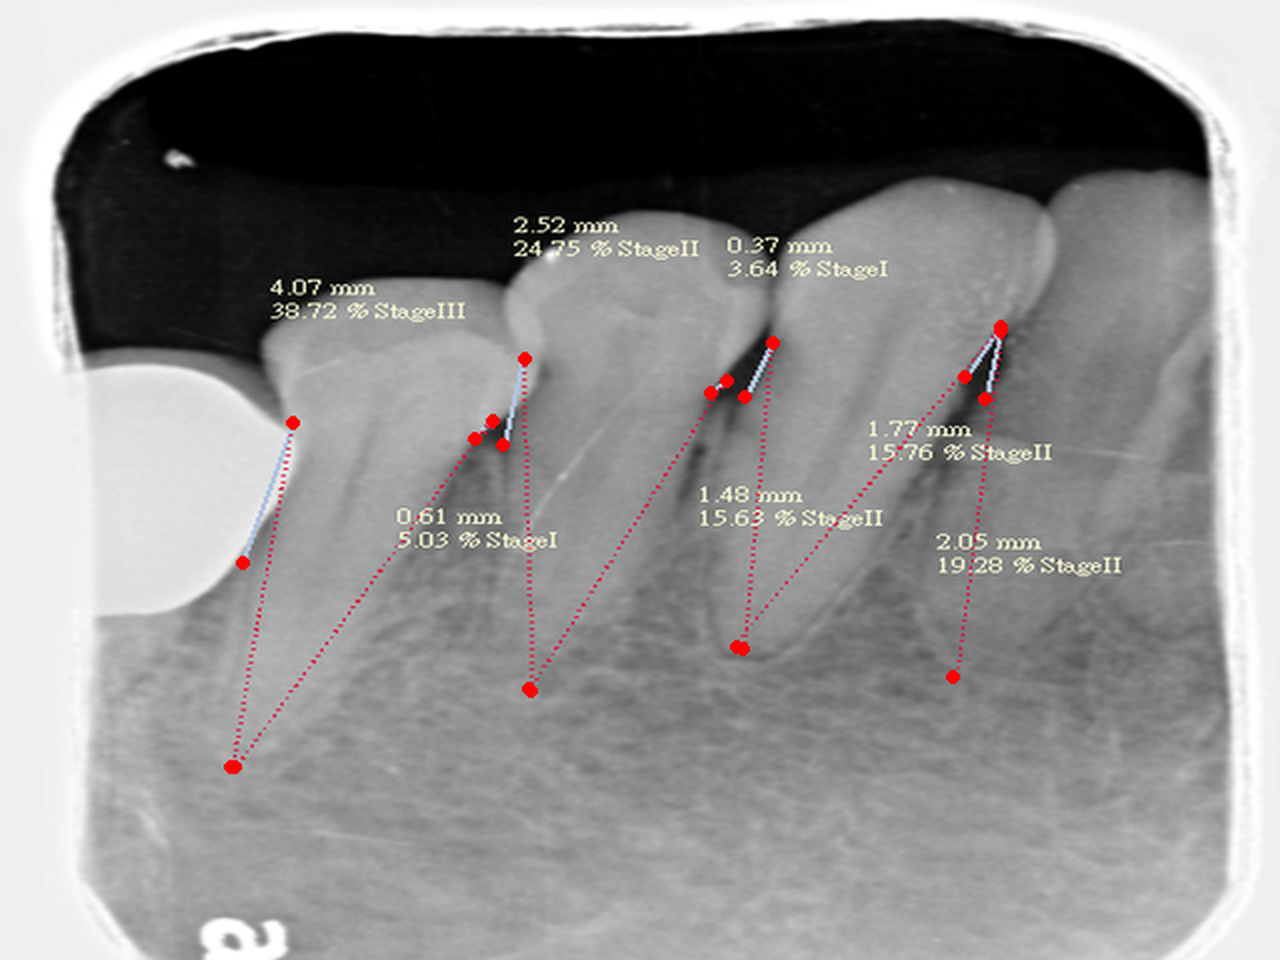 2.52 mm
24.75 % StageII
0.37 mm
3.64 % StageI
4.07 mm
38.72 % StageIII
1.77 mm
15.76 % StageII
1.48 mm
15.63 % StageII
0.61 mm
5.03 % StageI
2.05 mm
19.28 % StageII
a